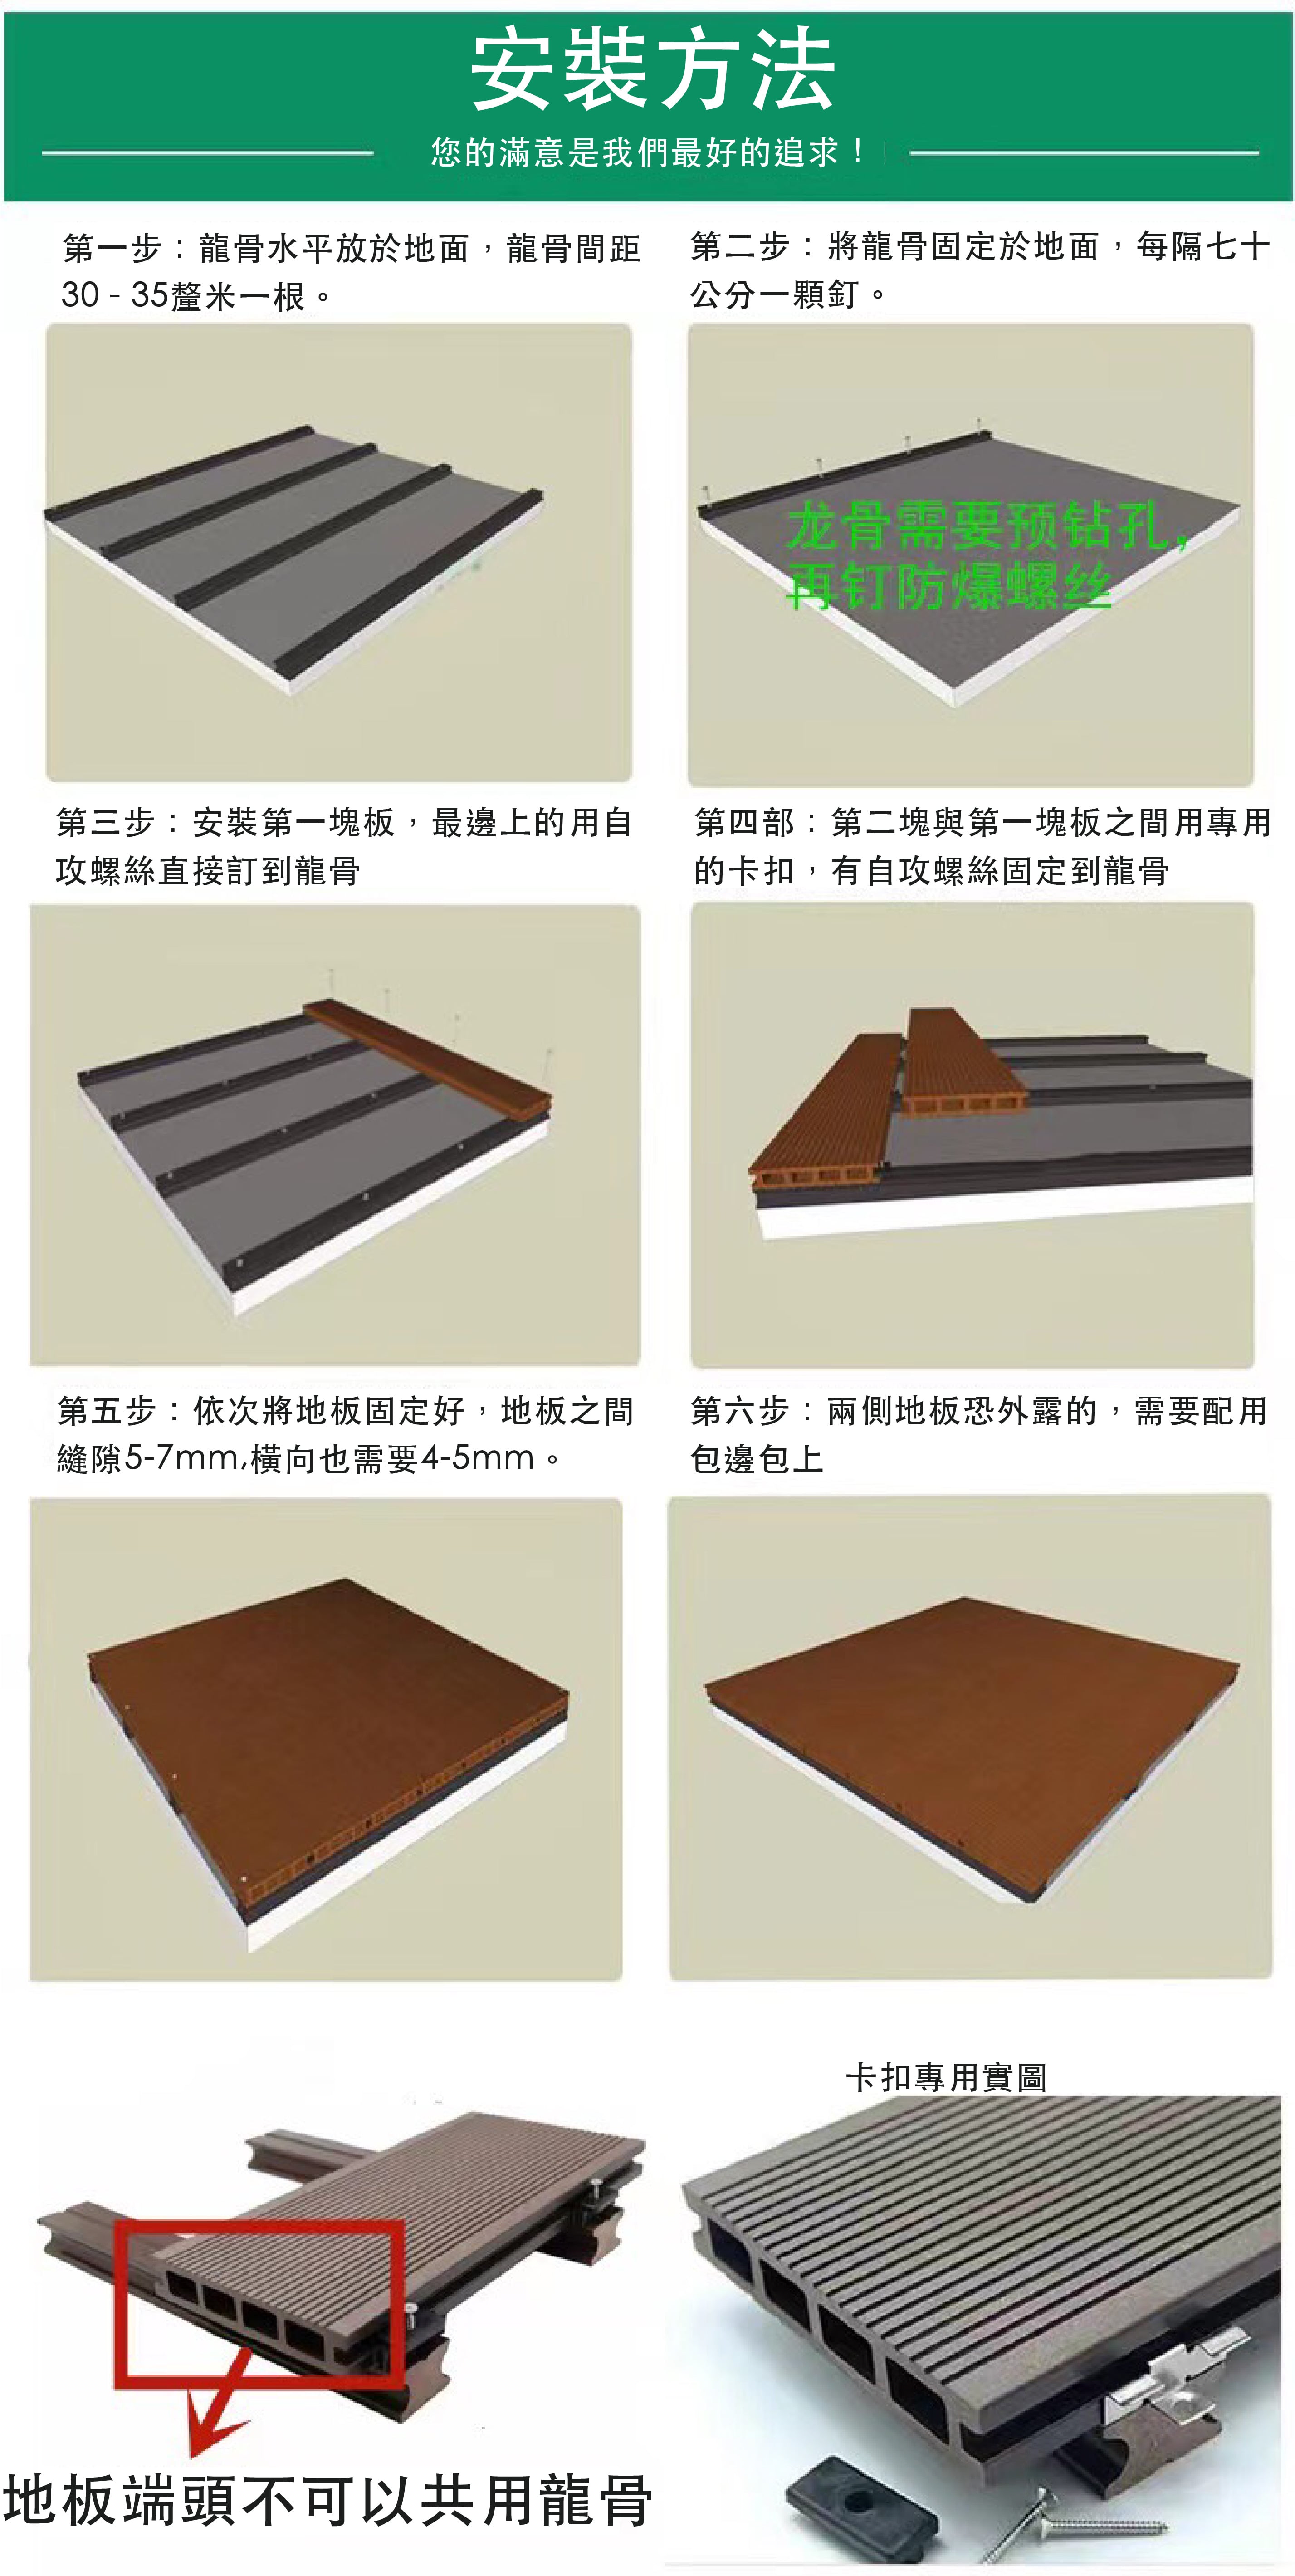 安裝方法
您的滿意是我們最好的追求！
第一步：龍骨水平放於地面，龍骨間距
30 - 35釐米一根。
第二步：將龍骨固定於地面，每隔七十
公分一顆釘。
龙骨需要预钻孔，
再钉防爆螺丝
第三步：安裝第一塊板，最邊上的用自
攻螺絲直接訂到龍骨
第四部：第二塊與第一塊板之間用專用
的卡扣，有自攻螺絲固定到龍骨
第五步：依次將地板固定好，地板之間
縫隙5-7mm,橫向也需要4-5mm。
第六步：兩側地板恐外露的，需要配用
包邊包上
卡扣專用實圖
地板端頭不可以共用龍骨